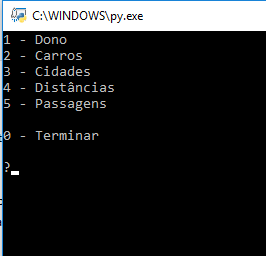 C:\WINDOWS\py.exe
1 - Dono
2 - Carros
3 - Cidades
4 - Distâncias
5 - Passagens
0 - Terminar
?